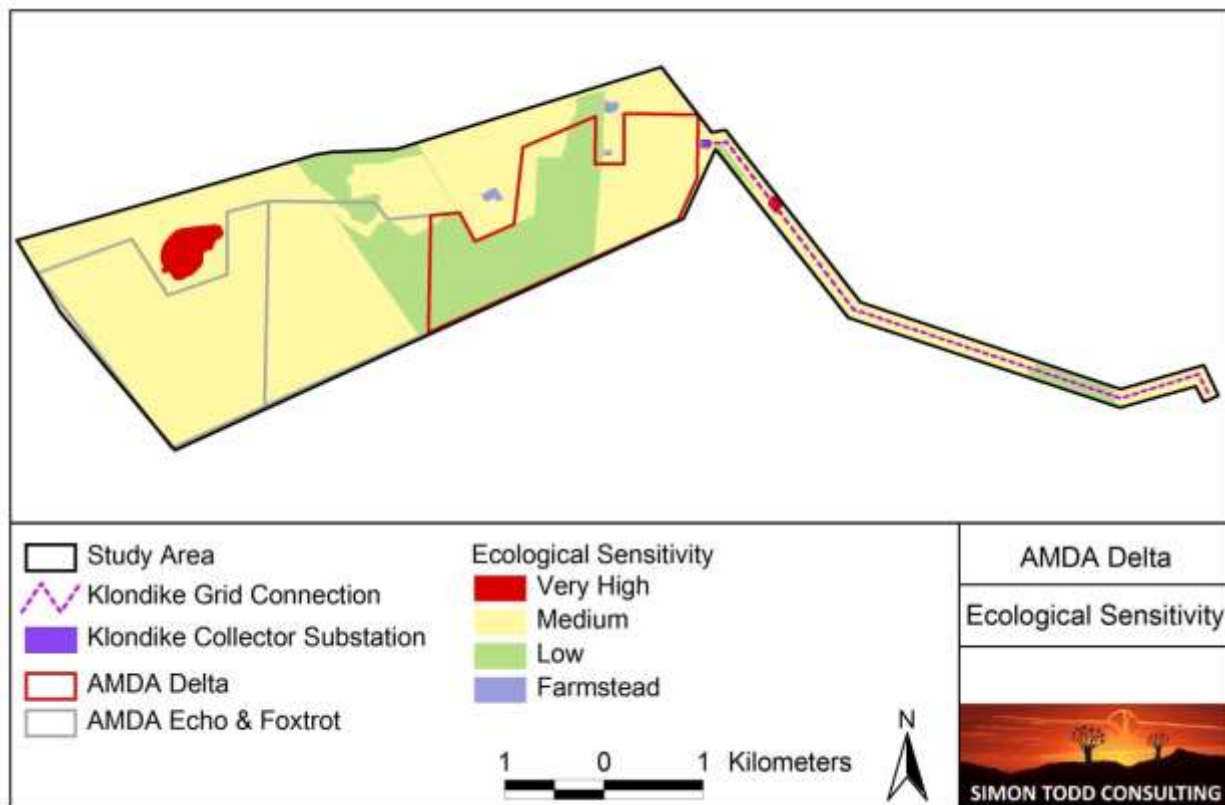 Study Area
Klondike Grid Connection
Klondike Collector Substation
AMDA Delta
AMDA Echo & Foxtrot
Ecological Sensitivity
Very High
Medium
Low
Farmstead
1 0 1 Kilometers
N
AMDA Delta
Ecological Sensitivity
SIMON TODD CONSULTING